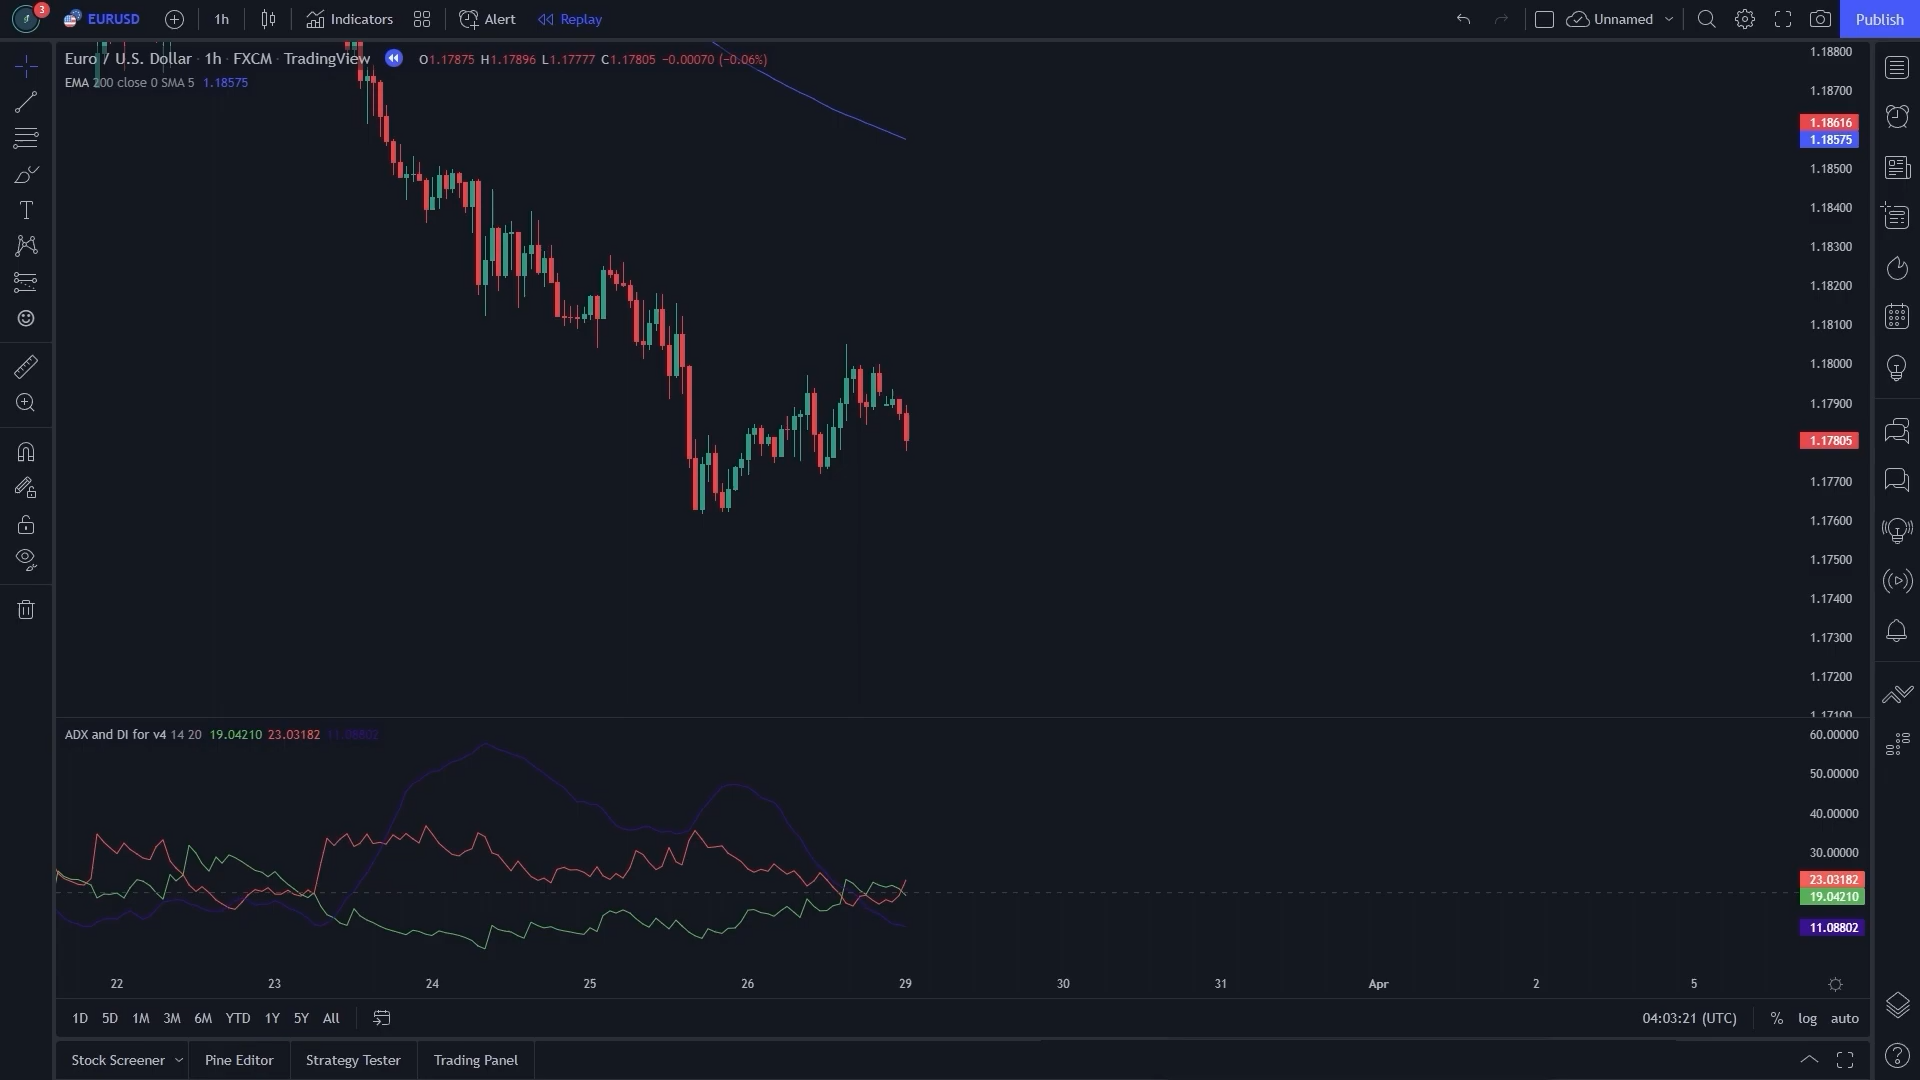 3
EURUSD
1h
Indicators
Alert
Replay
Unnamed
Publish
Euro / U.S. Dollar · 1h · FXCM · TradingView
O1.17875 H1.17896 L1.17777 C1.17805 −0.00070 (−0.06%)
EMA 200 close 0 SMA 5 1.18575
1.18800
1.18700
1.18616
1.18575
1.18500
1.18400
1.18300
1.18200
1.18100
1.18000
1.17900
1.17805
1.17700
1.17600
1.17500
1.17400
1.17300
1.17200
1.17100
ADX and DI for v4 14 20 19.04210 23.03182 11.08802
60.00000
50.00000
40.00000
30.00000
23.03182
19.04210
11.08802
22 23 24 25 26 29 30 31 Apr 2 5
1D 5D 1M 3M 6M YTD 1Y 5Y All
04:03:21 (UTC) % log auto
Stock Screener Pine Editor Strategy Tester Trading Panel